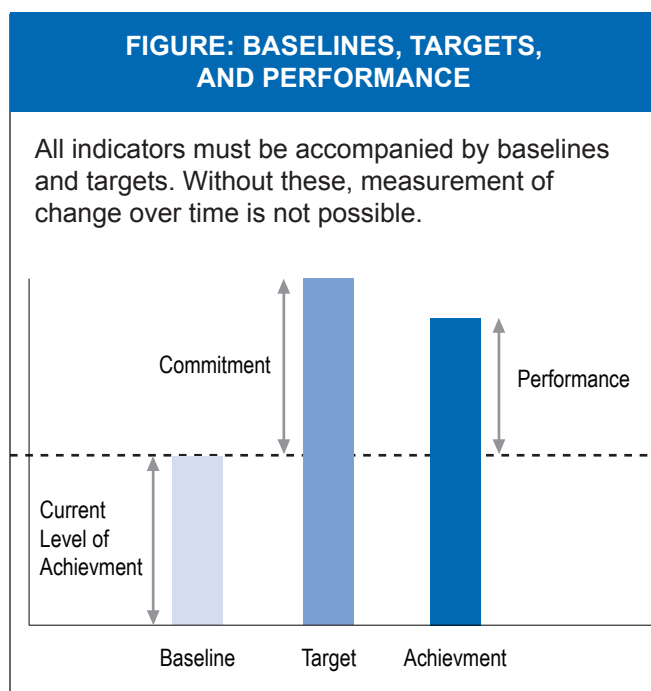 FIGURE: BASELINES, TARGETS,
AND PERFORMANCE
All indicators must be accompanied by baselines
and targets. Without these, measurement of
change over time is not possible.
Commitment
Performance
Current
Level of
Achievment
Baseline
Target
Achievment